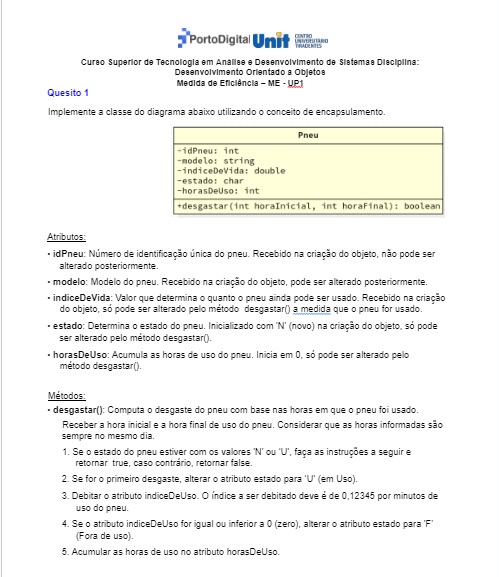 PortoDigital Unit CENTRO UNIVERSITÁRIO TIRADENTES
Curso Superior de Tecnologia em Análise e Desenvolvimento de Sistemas Disciplina:
Desenvolvimento Orientado a Objetos
Medida de Eficiência – ME - UP1
Quesito 1
Implemente a classe do diagrama abaixo utilizando o conceito de encapsulamento.
Pneu
-idPneu: int
-modelo: string
-indiceDeVida: double
-estado: char
-horasDeUso: int
+desgastar(int horaInicial, int horaFinal): boolean
Atributos:
• idPneu: Número de identificação única do pneu. Recebido na criação do objeto, não pode ser
alterado posteriormente.
• modelo: Modelo do pneu. Recebido na criação do objeto, pode ser alterado posteriormente.
• indiceDeVida: Valor que determina o quanto o pneu ainda pode ser usado. Recebido na criação
do objeto, só pode ser alterado pelo método desgastar() a medida que o pneu for usado.
• estado: Determina o estado do pneu. Inicializado com 'N' (novo) na criação do objeto, só pode
ser alterado pelo método desgastar().
• horasDeUso: Acumula as horas de uso do pneu. Inicia em 0, só pode ser alterado pelo
método desgastar().
Métodos:
• desgastar(): Computa o desgaste do pneu com base nas horas em que o pneu foi usado.
Receber a hora inicial e a hora final de uso do pneu. Considerar que as horas informadas são
sempre no mesmo dia.
1. Se o estado do pneu estiver com os valores 'N' ou 'U', faça as instruções a seguir e
retornar true, caso contrário, retornar false.
2. Se for o primeiro desgaste, alterar o atributo estado para 'U' (em Uso).
3. Debitar o atributo indiceDeUso. O índice a ser debitado deve é de 0,12345 por minutos de
uso do pneu.
4. Se o atributo indiceDeUso for igual ou inferior a 0 (zero), alterar o atributo estado para 'F'
(Fora de uso).
5. Acumular as horas de uso no atributo horasDeUso.